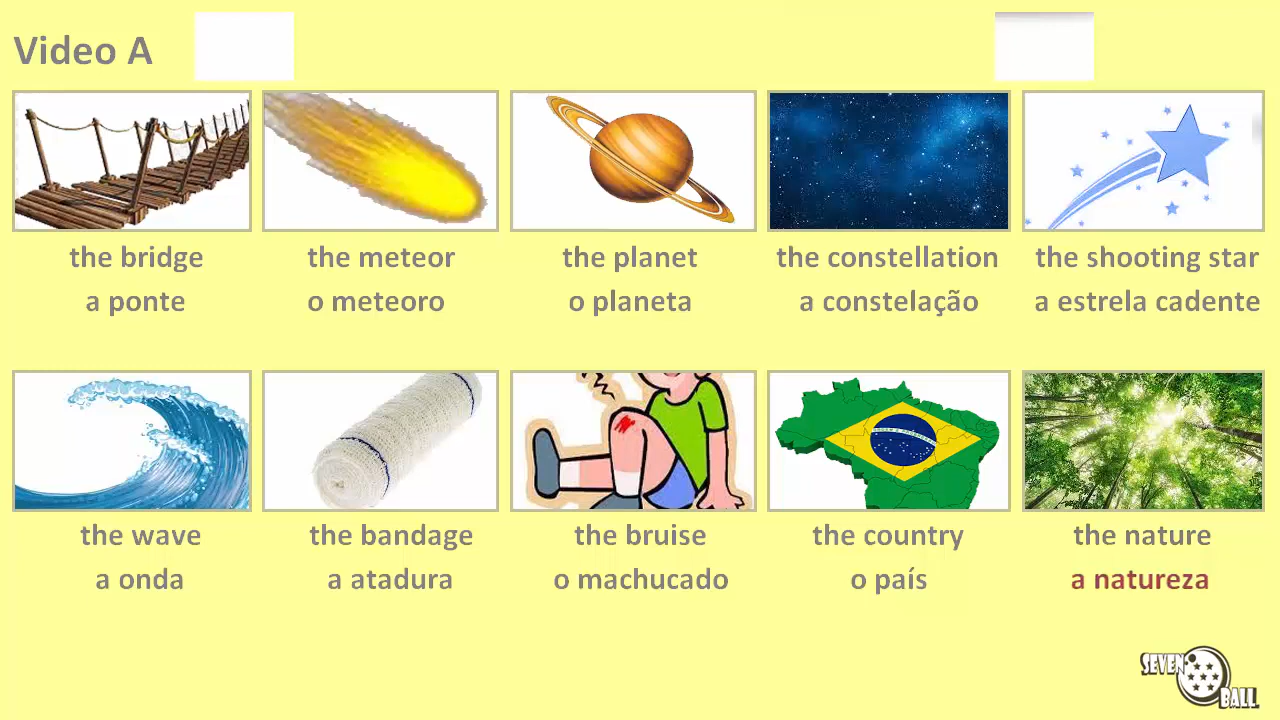 Video A
the bridge
a ponte
the meteor
o meteoro
the planet
o planeta
the constellation
a constelação
the shooting star
a estrela cadente
the wave
a onda
the bandage
a atadura
the bruise
o machucado
the country
o país
the nature
a natureza
SEVEN
BALL